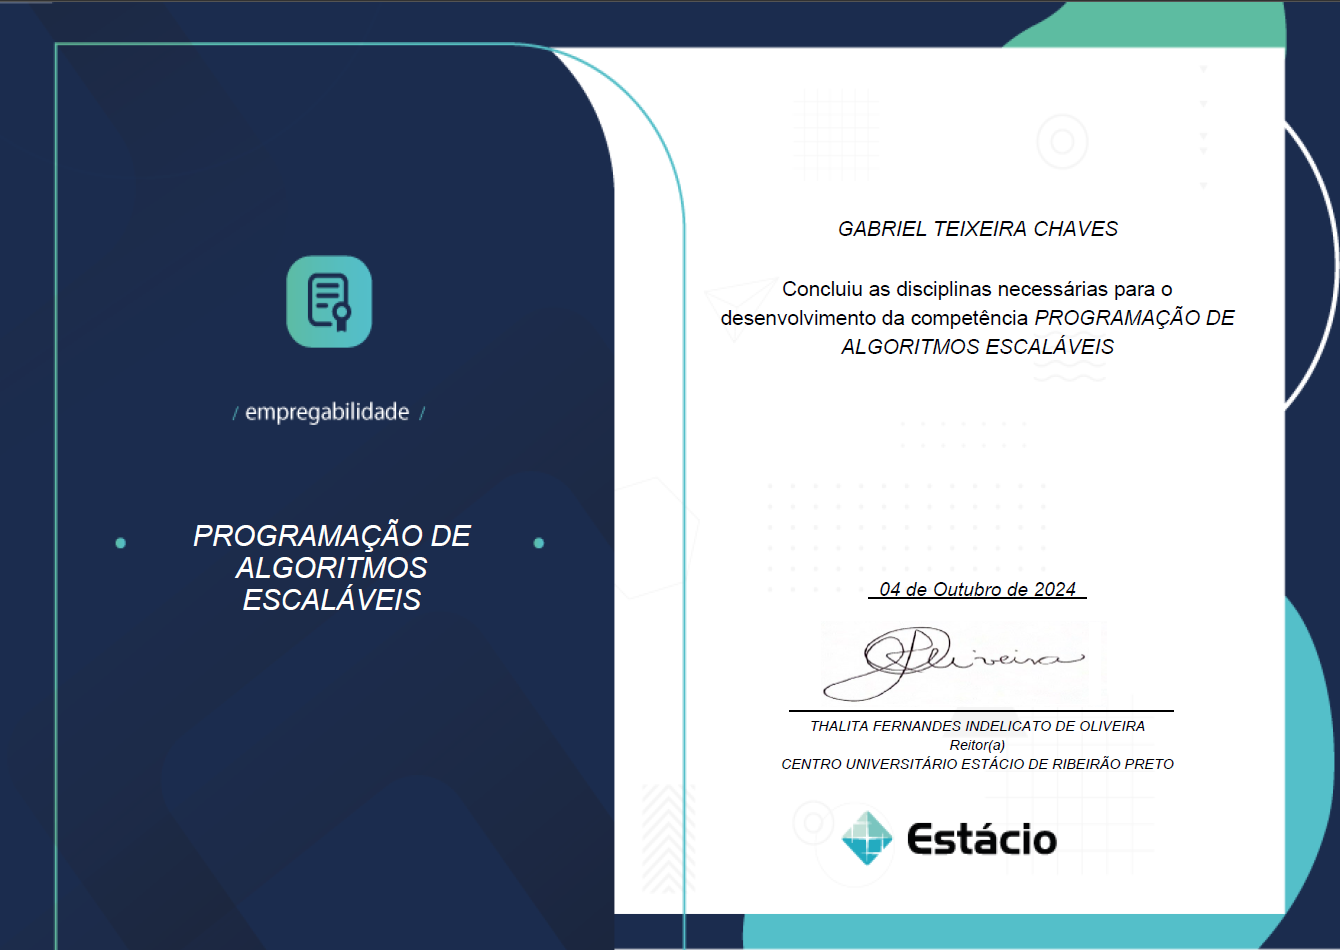 / empregabilidade /
PROGRAMAÇÃO DE
ALGORITMOS
ESCALÁVEIS
GABRIEL TEIXEIRA CHAVES
Concluiu as disciplinas necessárias para o
desenvolvimento da competência PROGRAMAÇÃO DE
ALGORITMOS ESCALÁVEIS
04 de Outubro de 2024
Oliveira
THALITA FERNANDES INDELICATO DE OLIVEIRA
Reitor(a)
CENTRO UNIVERSITÁRIO ESTÁCIO DE RIBEIRÃO PRETO
Estácio